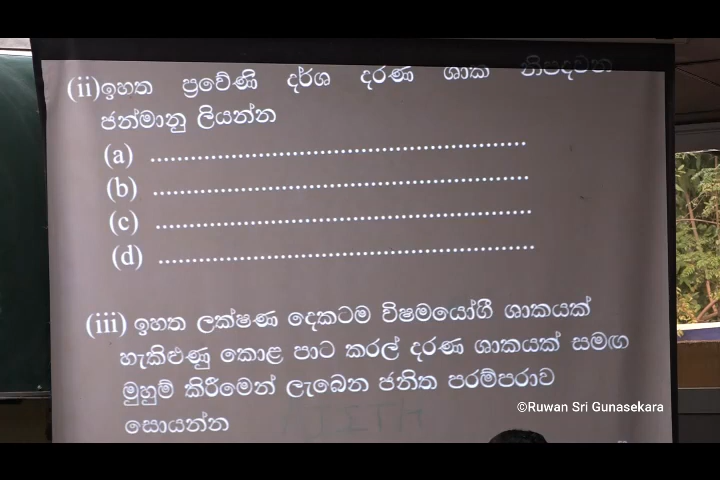 (ii)ඉහත ප්‍රවේණි දර්ශ දරණ ශාක නිපදවන
ජන්මානු ලියන්න
(a) ............................................................
(b) ............................................................
(c) ............................................................
(d) ............................................................
(iii) ඉහත ලක්ෂණ දෙකටම විෂමයෝගී ශාකයක්
හැකිළුණු කොළ පාට කරල් දරණ ශාකයක් සමඟ
මුහුම් කිරීමෙන් ලැබෙන ජනිත පරම්පරාව
සොයන්න
©Ruwan Sri Gunasekara